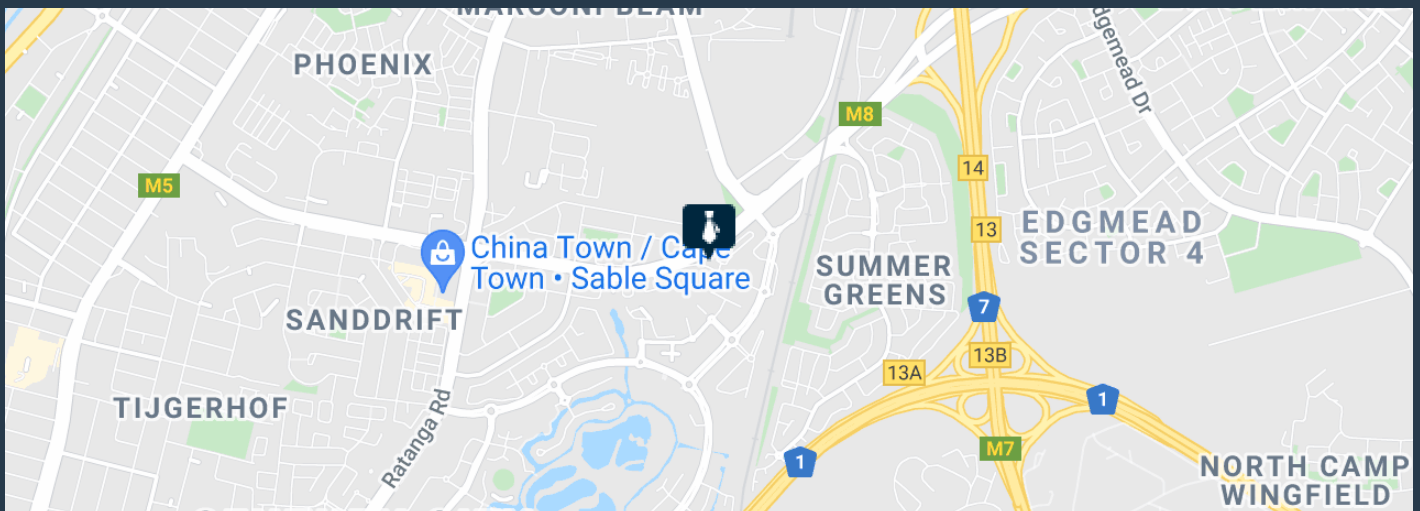 MARCONI BEAM
PHOENIX
dgemead Dr
M8
14
M5
13
EDGMEAD
SECTOR 4
China Town / Cape
Town • Sable Square
SUMMER
GREENS
7
SANDDRIFT
13B
13A
1
TIJGERHOF
Ratanga Rd
M7
1
NORTH CAMP
WINGFIELD